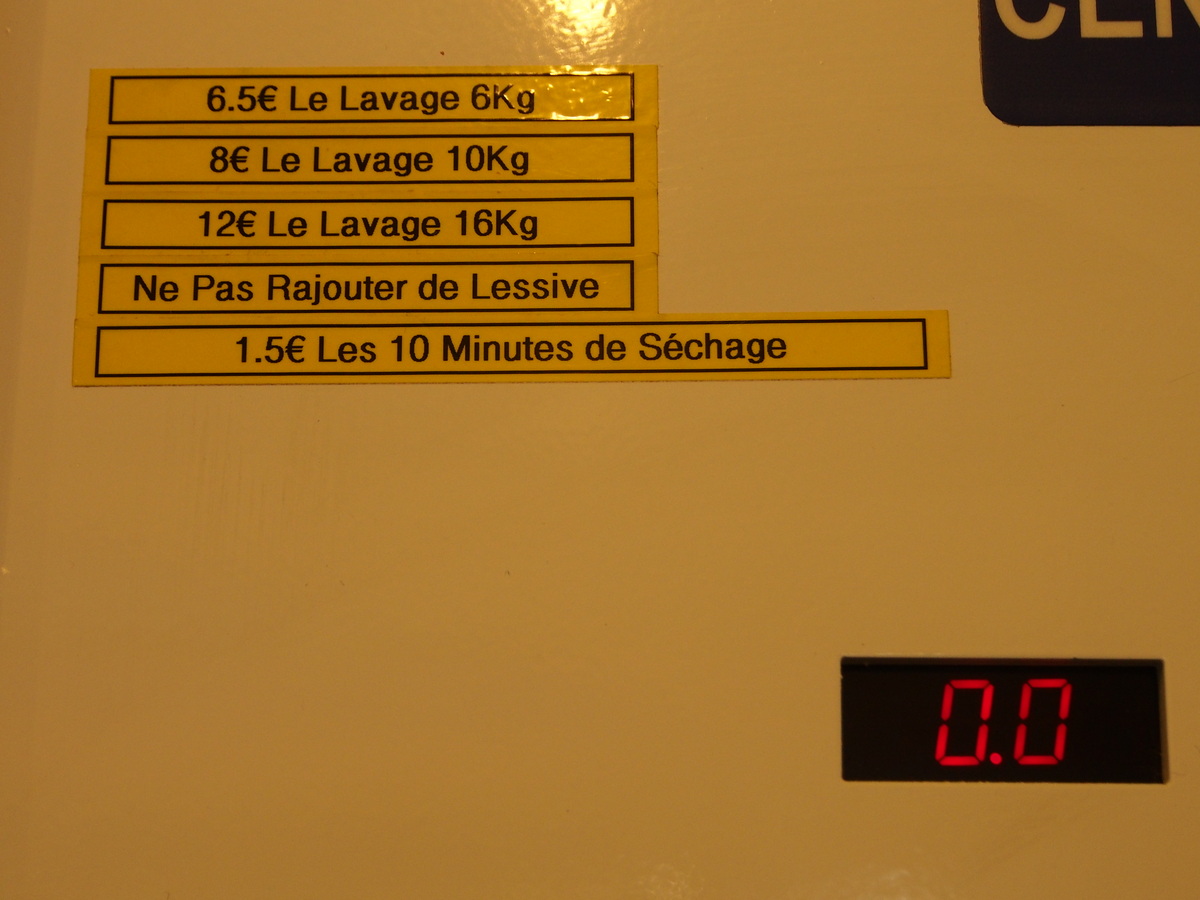 6.5€ Le Lavage 6Kg
8€ Le Lavage 10Kg
12€ Le Lavage 16Kg
Ne Pas Rajouter de Lessive
1.5€ Les 10 Minutes de Séchage
0.0